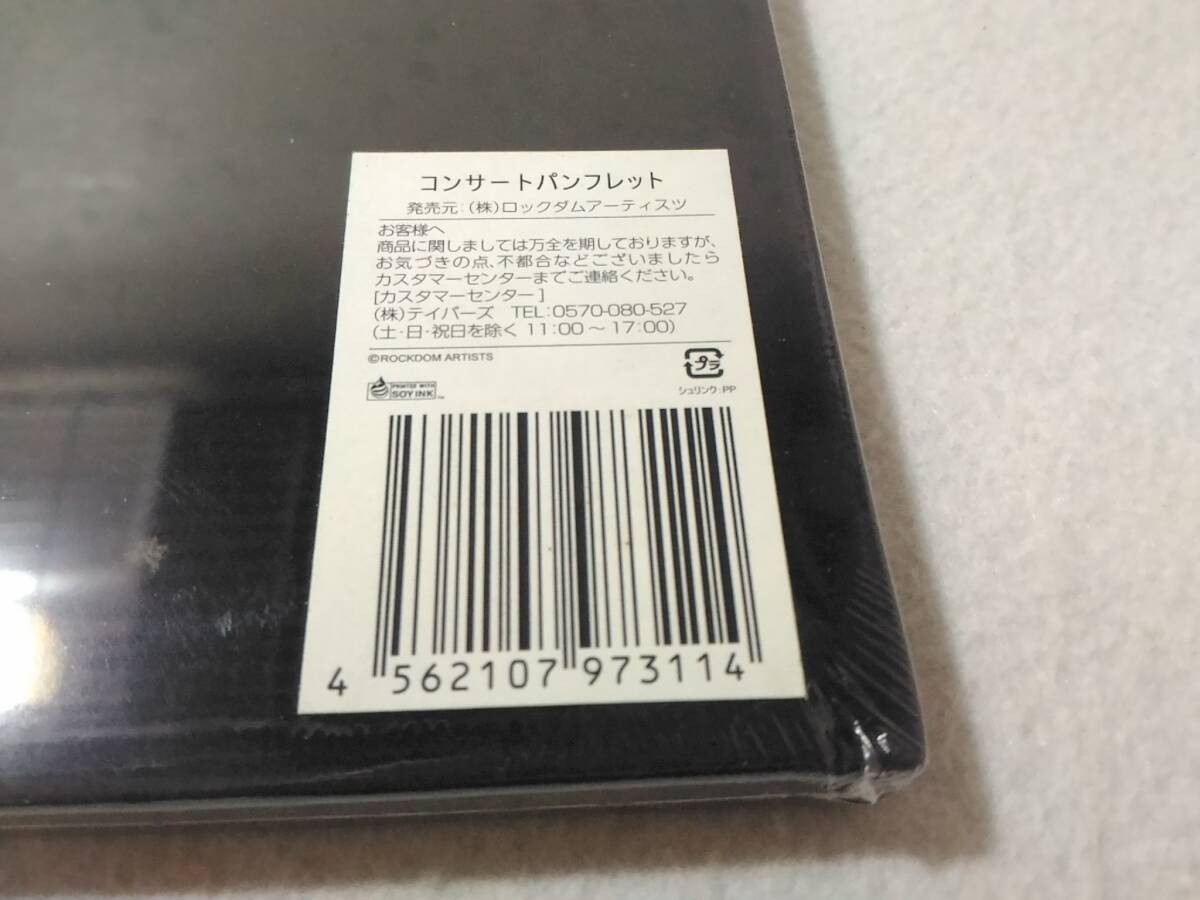 コンサートパンフレット
発売元:(株)ロックダムアーティスツ
お客様へ
商品に関しましては万全を期しておりますが、
お気づきの点、不都合などございましたら
カスタマーセンターまでご連絡ください。
[カスタマーセンター]
(株)テイパーズ TEL:0570-080-527
(土・日・祝日を除く 11:00～17:00)
©ROCKDOM ARTISTS
プラ
PRINTED WITH
SOY INK™
シュリンク:PP
4 562107 973114